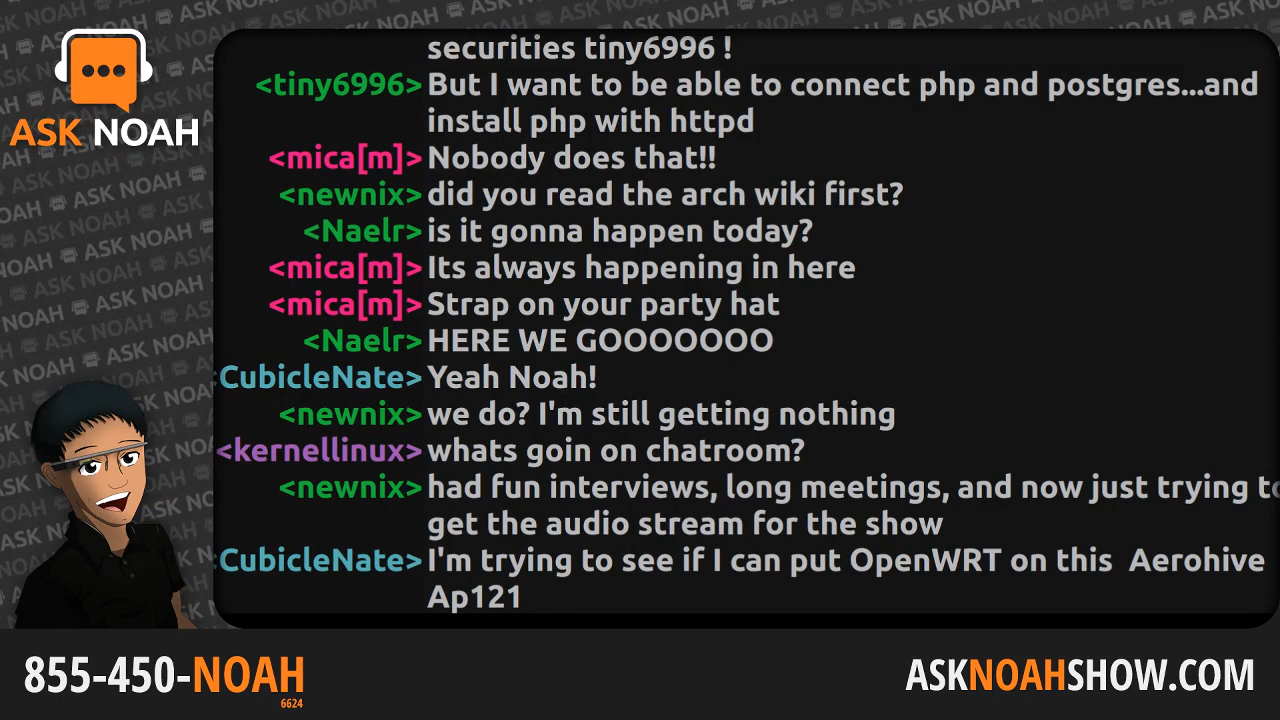 ASK NOAH
securities tiny6996 !
<tiny6996> But I want to be able to connect php and postgres...and
install php with httpd
<mica[m]> Nobody does that!!
<newnix> did you read the arch wiki first?
<Naelr> is it gonna happen today?
<mica[m]> Its always happening in here
<mica[m]> Strap on your party hat
<Naelr> HERE WE GOOOOOOO
CubicleNate> Yeah Noah!
<newnix> we do? I'm still getting nothing
<kernellinux> whats goin on chatroom?
<newnix> had fun interviews, long meetings, and now just trying to
get the audio stream for the show
CubicleNate> I'm trying to see if I can put OpenWRT on this  Aerohive
Ap121
855-450-NOAH
6624
ASKNOAHSHOW.COM